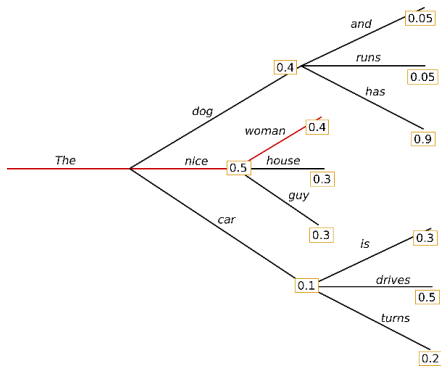 and
0.05
runs
0.4
0.05
has
dog
0.9
woman
0.4
The
nice
0.5
house
0.3
guy
car
0.3
is
0.3
drives
0.1
0.5
turns
0.2